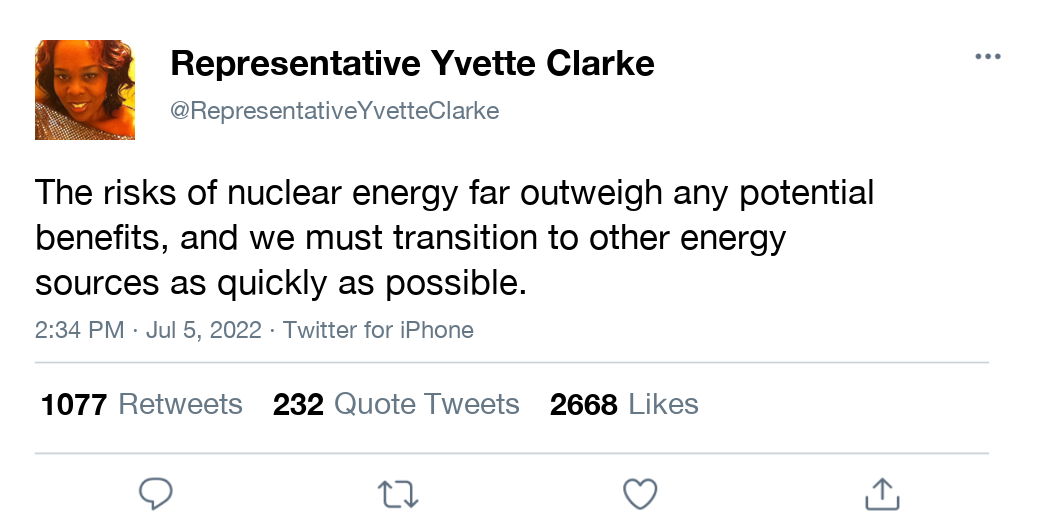 Representative Yvette Clarke
@RepresentativeYvetteClarke
The risks of nuclear energy far outweigh any potential
benefits, and we must transition to other energy
sources as quickly as possible.
2:34 PM · Jul 5, 2022 · Twitter for iPhone
1077 Retweets 232 Quote Tweets 2668 Likes